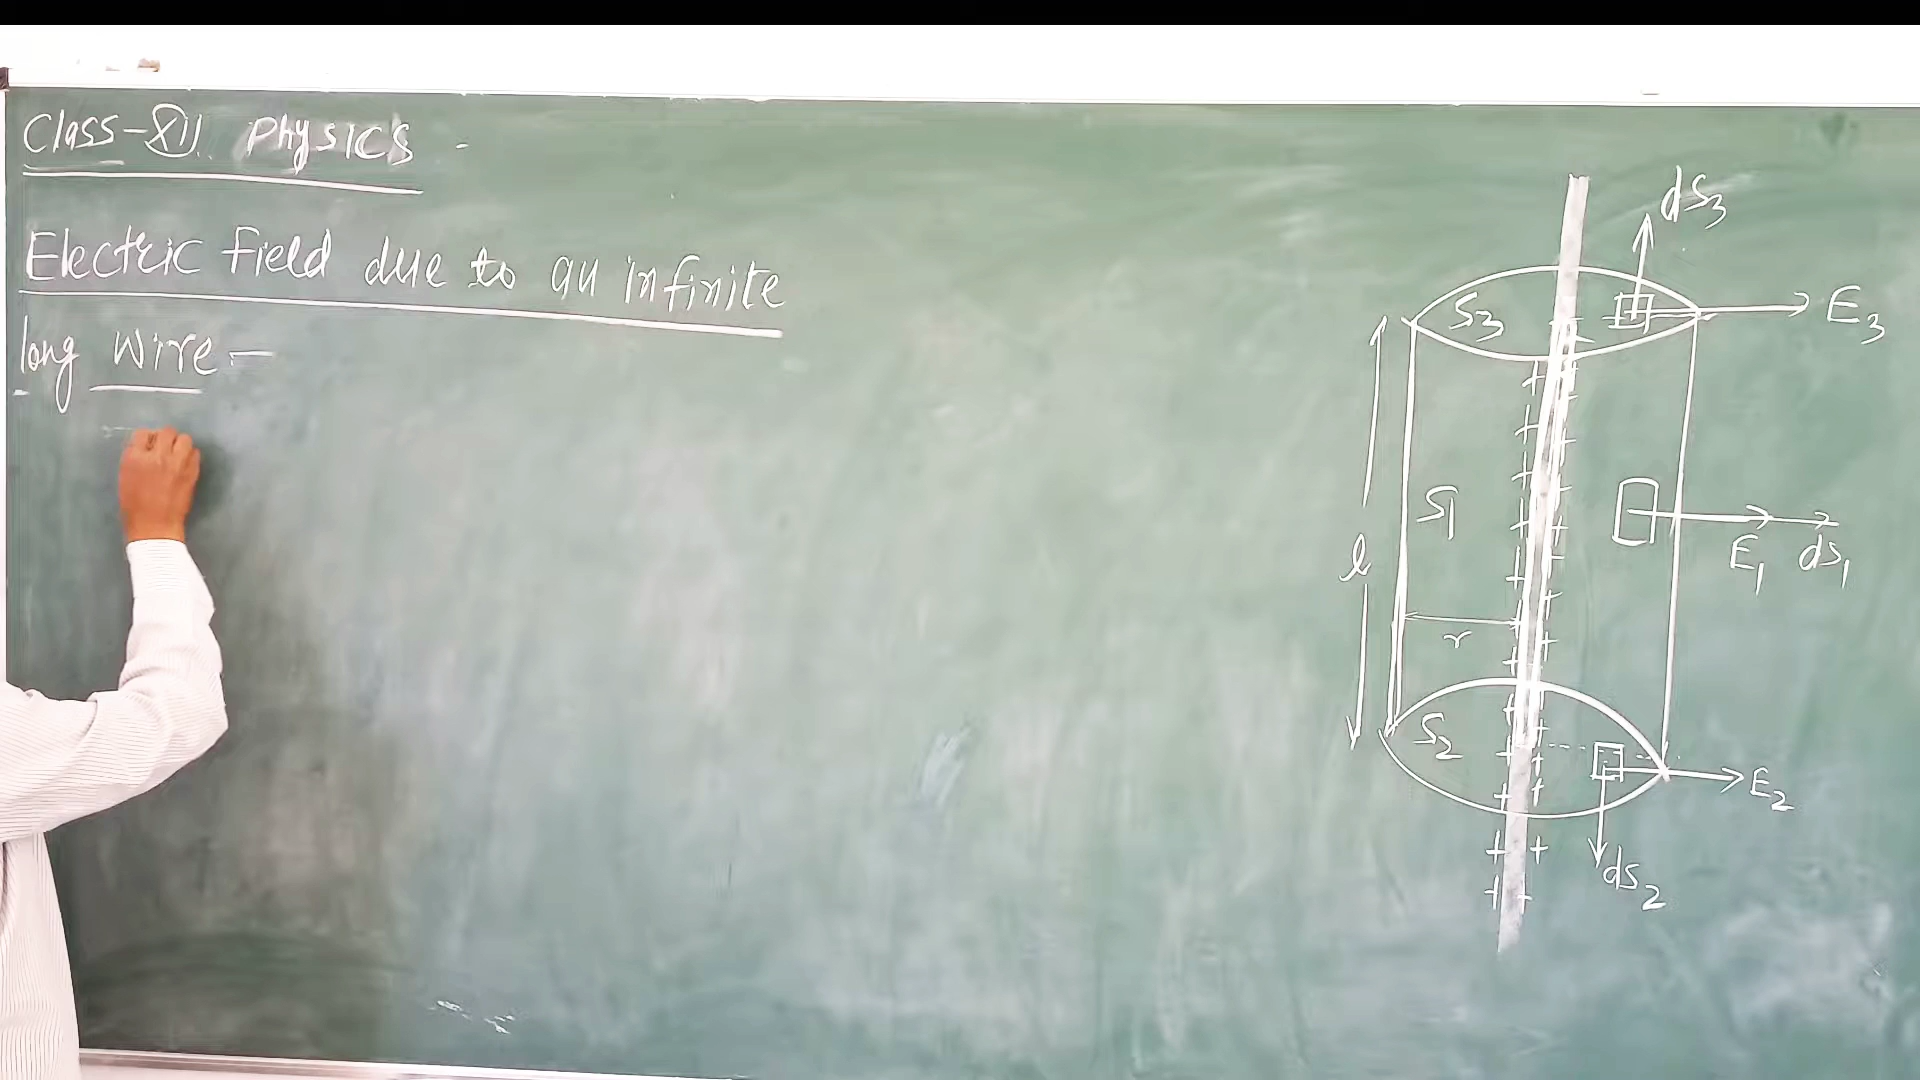 Class-XII Physics -
Electric field due to an infinite
long wire -
dS3
S3
E3
S1
l
E1 dS1
r
S2
E2
dS2